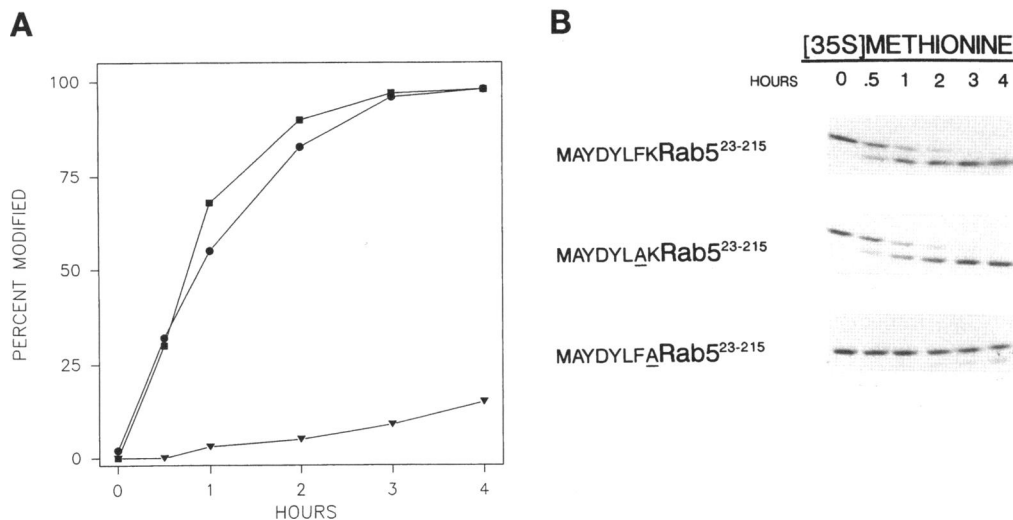 A
PERCENT MODIFIED
100
75
50
25
0
0 1 2 3 4
HOURS
B
[35S]METHIONINE
HOURS 0 .5 1 2 3 4
MAYDYLFKRab5²³⁻²¹⁵
MAYDYLAKRab5²³⁻²¹⁵
MAYDYLFARab5²³⁻²¹⁵